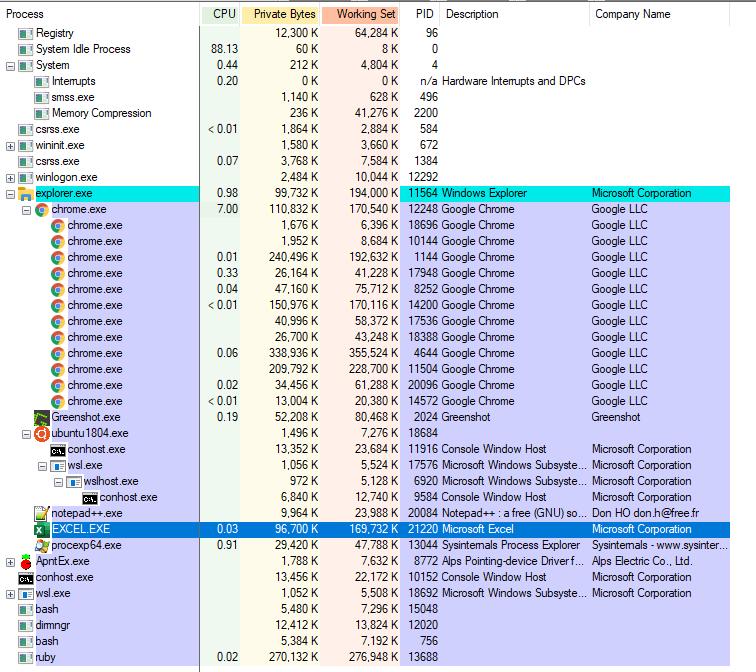 Process CPU Private Bytes Working Set PID Description Company Name
Registry 12,300 K 64,284 K 96
System Idle Process 88.13 60 K 8 K 0
System 0.44 212 K 4,804 K 4
Interrupts 0.20 0 K 0 K n/a Hardware Interrupts and DPCs
smss.exe 1,140 K 628 K 496
Memory Compression 236 K 41,276 K 2200
csrss.exe < 0.01 1,864 K 2,884 K 584
wininit.exe 1,580 K 3,660 K 672
csrss.exe 0.07 3,768 K 7,584 K 1384
winlogon.exe 2,484 K 10,044 K 12292
explorer.exe 0.98 99,732 K 194,000 K 11564 Windows Explorer Microsoft Corporation
chrome.exe 7.00 110,832 K 170,540 K 12248 Google Chrome Google LLC
chrome.exe 1,676 K 6,396 K 18696 Google Chrome Google LLC
chrome.exe 1,952 K 8,684 K 10144 Google Chrome Google LLC
chrome.exe 0.01 240,496 K 192,632 K 1144 Google Chrome Google LLC
chrome.exe 0.33 26,164 K 41,228 K 17948 Google Chrome Google LLC
chrome.exe 0.04 47,160 K 75,712 K 8252 Google Chrome Google LLC
chrome.exe < 0.01 150,976 K 170,116 K 14200 Google Chrome Google LLC
chrome.exe 40,996 K 58,372 K 17536 Google Chrome Google LLC
chrome.exe 26,700 K 43,248 K 18388 Google Chrome Google LLC
chrome.exe 0.06 338,936 K 355,524 K 4644 Google Chrome Google LLC
chrome.exe 209,792 K 228,700 K 11504 Google Chrome Google LLC
chrome.exe 0.02 34,456 K 61,288 K 20096 Google Chrome Google LLC
chrome.exe < 0.01 13,004 K 20,380 K 14572 Google Chrome Google LLC
Greenshot.exe 0.19 52,208 K 80,468 K 2024 Greenshot Greenshot
ubuntu1804.exe 1,496 K 7,276 K 18684
C:\. conhost.exe 13,352 K 23,684 K 11916 Console Window Host Microsoft Corporation
wsl.exe 1,056 K 5,524 K 17576 Microsoft Windows Subsyste... Microsoft Corporation
wslhost.exe 972 K 5,128 K 6920 Microsoft Windows Subsyste... Microsoft Corporation
C:\. conhost.exe 6,840 K 12,740 K 9584 Console Window Host Microsoft Corporation
notepad++.exe 9,964 K 23,988 K 20084 Notepad++ : a free (GNU) so... Don HO don.h@free.fr
EXCEL.EXE 0.03 96,700 K 169,732 K 21220 Microsoft Excel Microsoft Corporation
procexp64.exe 0.91 29,420 K 47,788 K 13044 Sysinternals Process Explorer Sysinternals - www.sysinter...
ApntEx.exe 1,788 K 7,632 K 8772 Alps Pointing-device Driver f... Alps Electric Co., Ltd.
C:\. conhost.exe 13,456 K 22,172 K 10152 Console Window Host Microsoft Corporation
wsl.exe 1,052 K 5,508 K 18692 Microsoft Windows Subsyste... Microsoft Corporation
bash 5,480 K 7,296 K 15048
dirmngr 12,412 K 13,824 K 12020
bash 5,384 K 7,192 K 756
ruby 0.02 270,132 K 276,948 K 13688